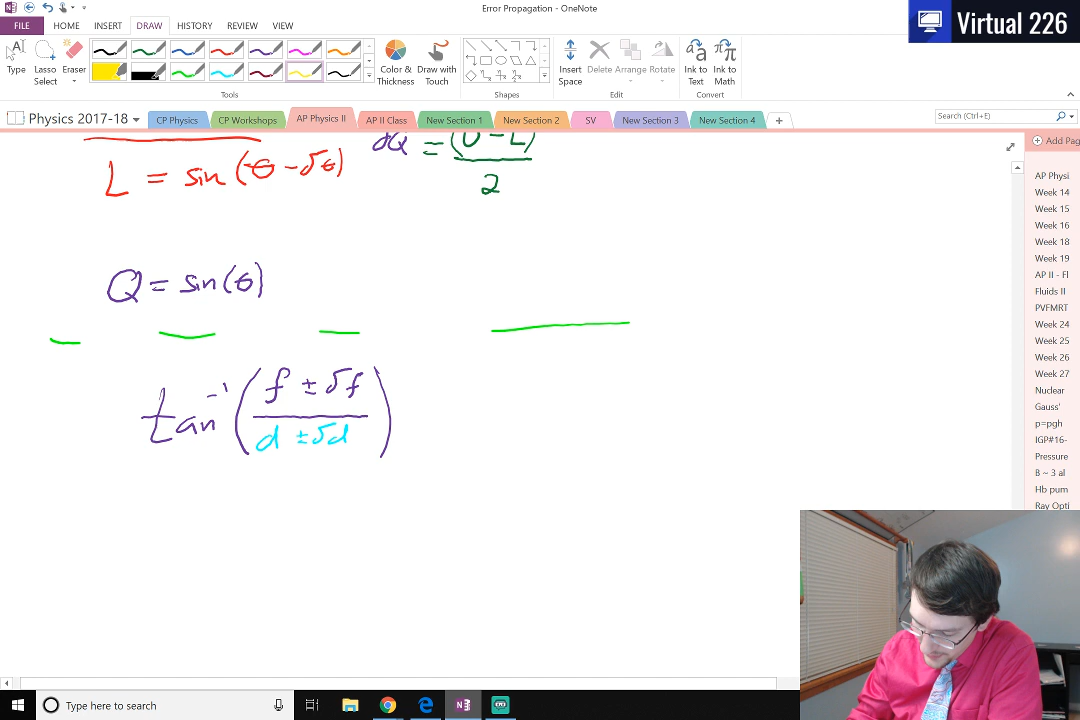 Error Propagation - OneNote
Virtual 226
FILE HOME INSERT DRAW HISTORY REVIEW VIEW
Type Lasso Select Eraser
Color & Thickness Draw with Touch
Insert Space Delete Arrange Rotate
Ink to Text Ink to Math
Tools Shapes Edit Convert
Physics 2017-18 CP Physics CP Workshops AP Physics II AP II Class New Section 1 New Section 2 SV New Section 3 New Section 4 +
Search (Ctrl+E)
Add Pag
AP Physi
Week 14
Week 15
Week 16
Week 18
Week 19
AP II - Fl
Fluids II
PVFMRT
Week 24
Week 25
Week 26
Week 27
Nuclear
Gauss'
p=pgh
IGP#16-
Pressure
B ~ 3 al
Hb pum
Ray Opti
L = sin(θ - δθ)
δQ = (U - L) / 2
Q = sin(θ)
tan⁻¹ (f ± δf / d ± δd)
Type here to search